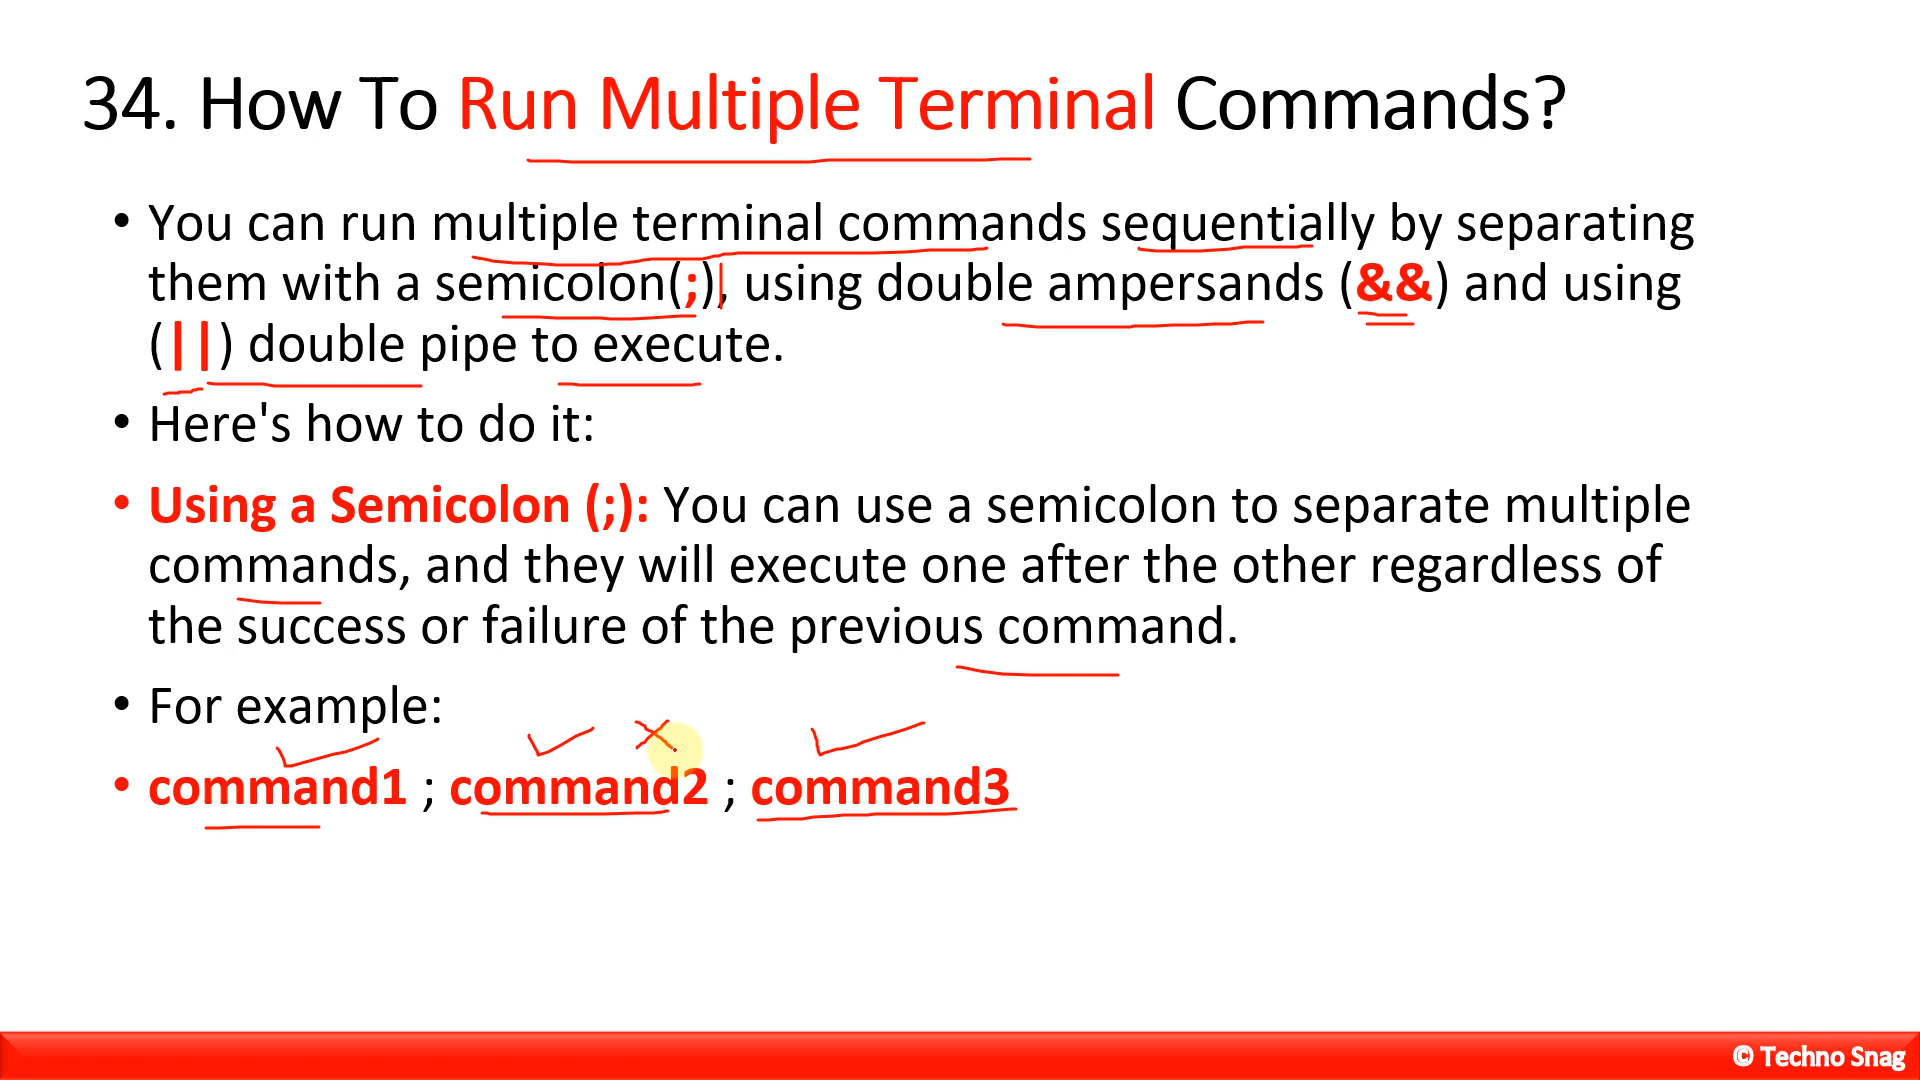 34. How To Run Multiple Terminal Commands?
• You can run multiple terminal commands sequentially by separating
them with a semicolon(;), using double ampersands (&&) and using
(||) double pipe to execute.
• Here's how to do it:
• Using a Semicolon (;): You can use a semicolon to separate multiple
commands, and they will execute one after the other regardless of
the success or failure of the previous command.
• For example:
• command1 ; command2 ; command3
© Techno Snag